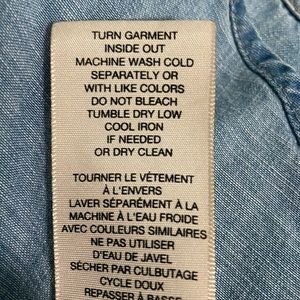 TURN GARMENT
INSIDE OUT
MACHINE WASH COLD
SEPARATELY OR
WITH LIKE COLORS
DO NOT BLEACH
TUMBLE DRY LOW
COOL IRON
IF NEEDED
OR DRY CLEAN
TOURNER LE VÊTEMENT
À L'ENVERS
LAVER SÉPARÉMENT À LA
MACHINE À L'EAU FROIDE
AVEC COULEURS SIMILAIRES
NE PAS UTILISER
D'EAU DE JAVEL
SÉCHER PAR CULBUTAGE
CYCLE DOUX
REPASSER À BASSE